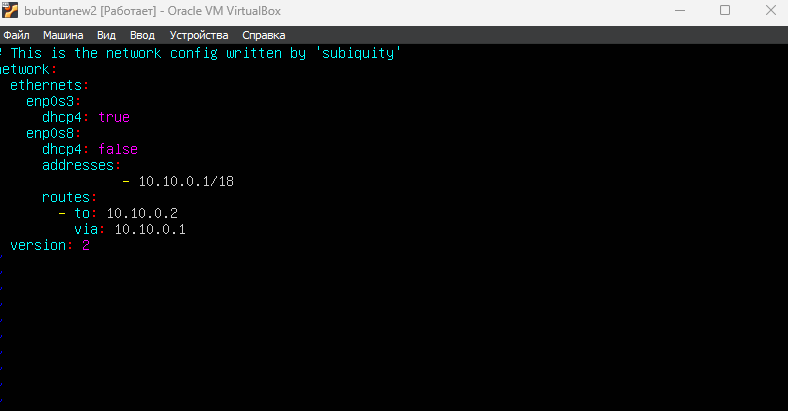 bubuntanew2 [Работает] - Oracle VM VirtualBox
Файл Машина Вид Ввод Устройства Справка
# This is the network config written by 'subiquity'
network:
  ethernets:
    enp0s3:
      dhcp4: true
    enp0s8:
      dhcp4: false
      addresses:
                - 10.10.0.1/18
      routes:
        - to: 10.10.0.2
          via: 10.10.0.1
  version: 2